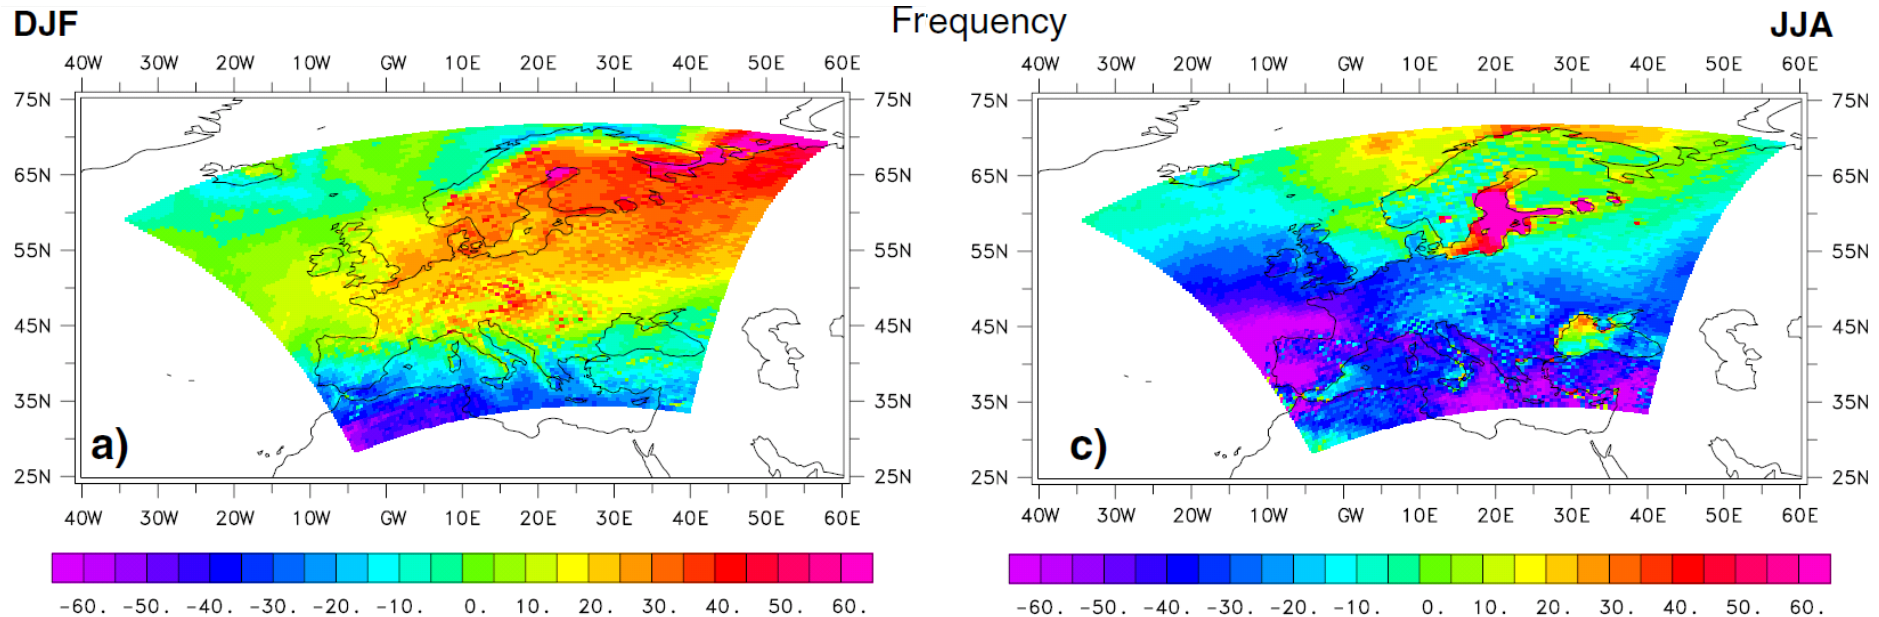 DJF Frequency JJA
40W 30W 20W 10W GW 10E 20E 30E 40E 50E 60E
40W 30W 20W 10W GW 10E 20E 30E 40E 50E 60E
75N 75N 75N 75N
65N 65N 65N 65N
55N 55N 55N 55N
45N 45N 45N 45N
35N 35N 35N 35N
a) c)
25N 25N 25N 25N
40W 30W 20W 10W GW 10E 20E 30E 40E 50E 60E
40W 30W 20W 10W GW 10E 20E 30E 40E 50E 60E
-60. -50. -40. -30. -20. -10. 0. 10. 20. 30. 40. 50. 60.
-60. -50. -40. -30. -20. -10. 0. 10. 20. 30. 40. 50. 60.